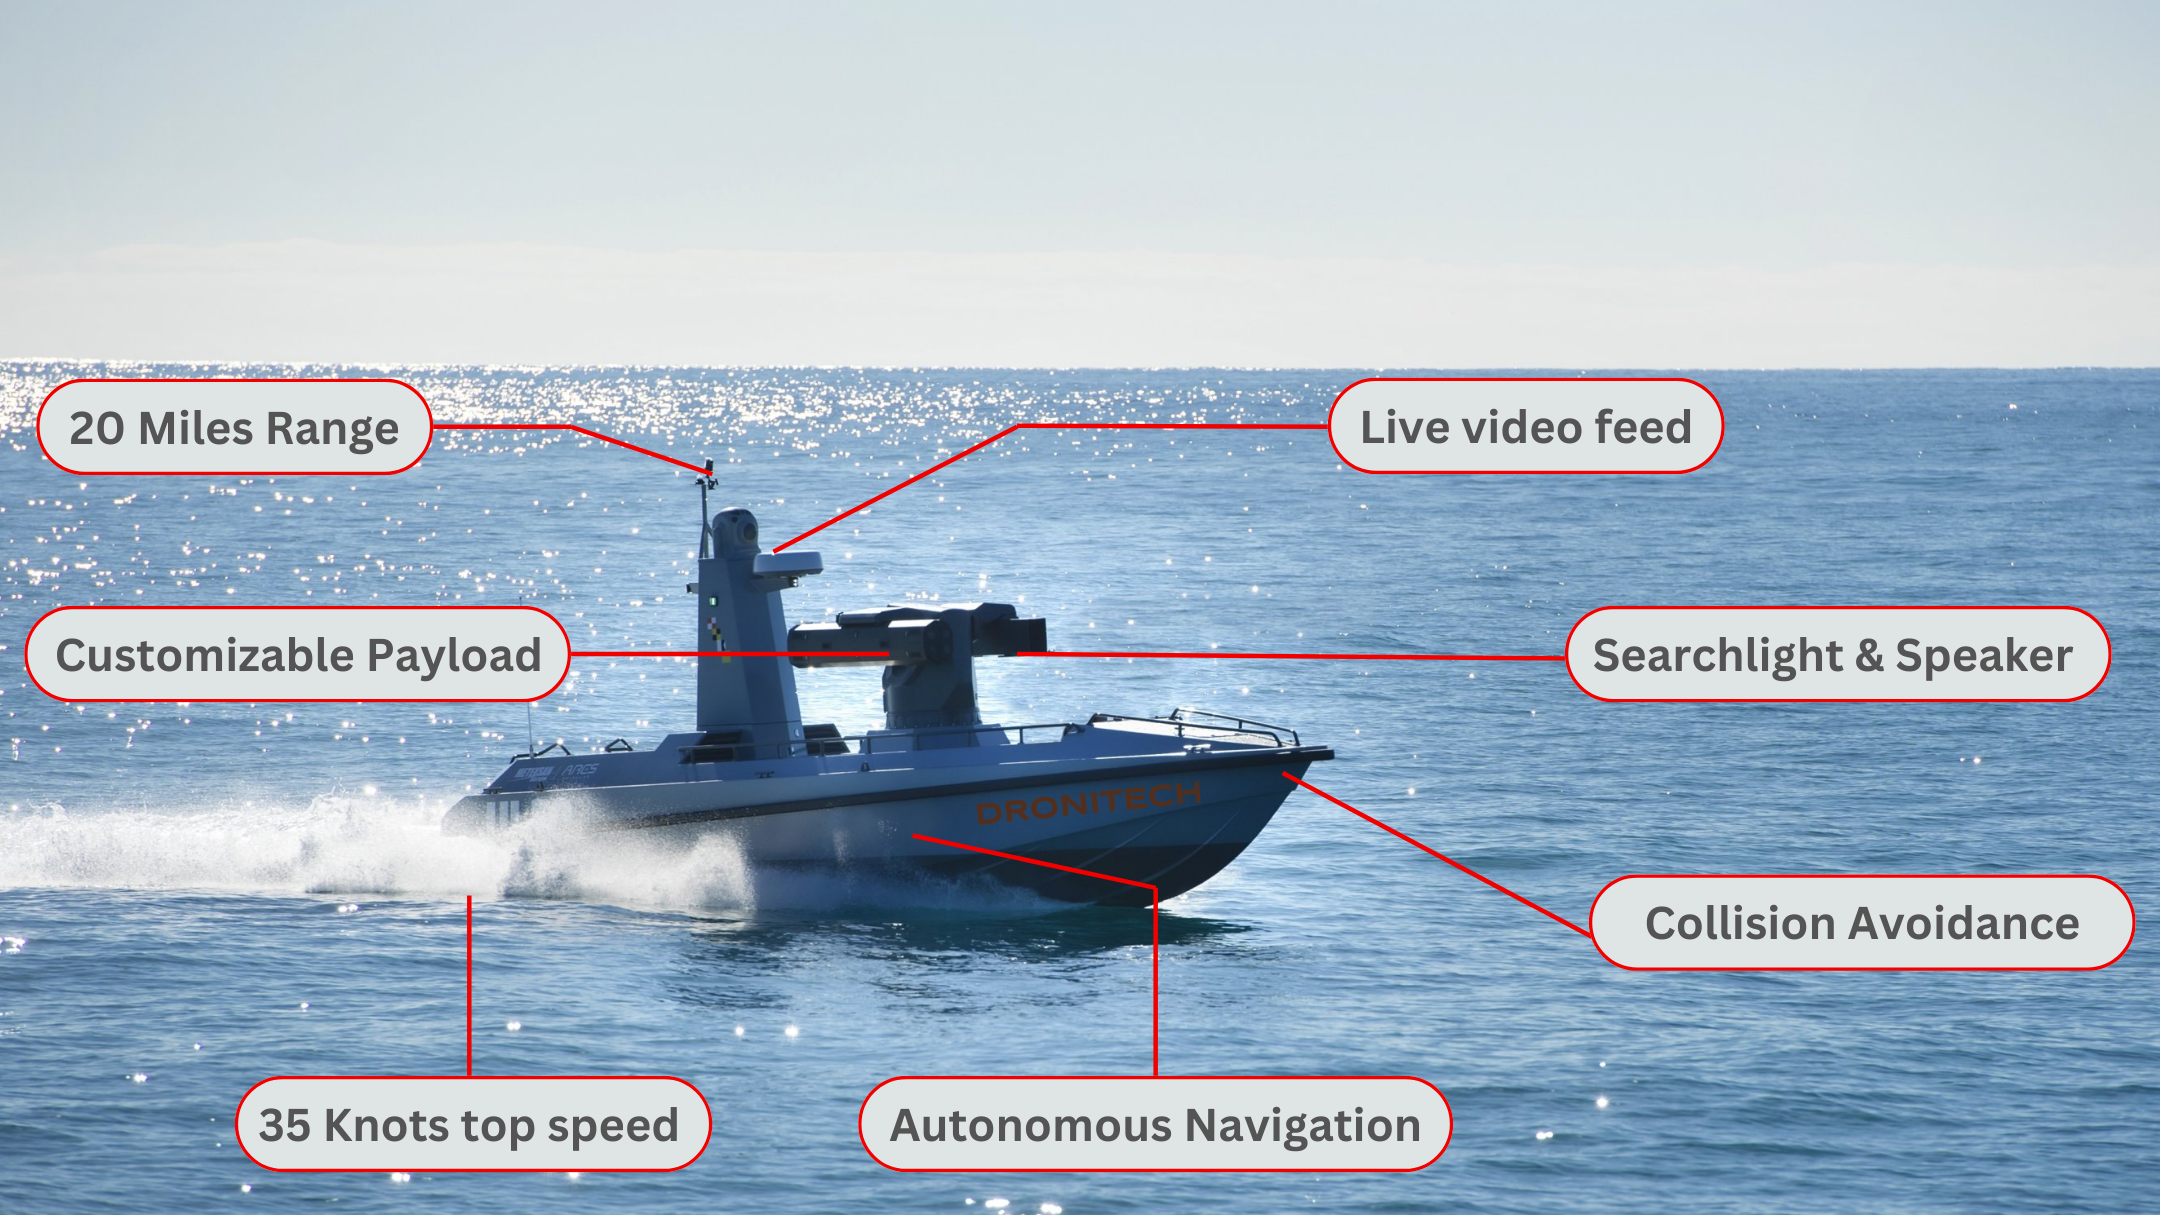 20 Miles Range
Live video feed
Customizable Payload
Searchlight & Speaker
ARES
DRONITECH
Collision Avoidance
35 Knots top speed
Autonomous Navigation